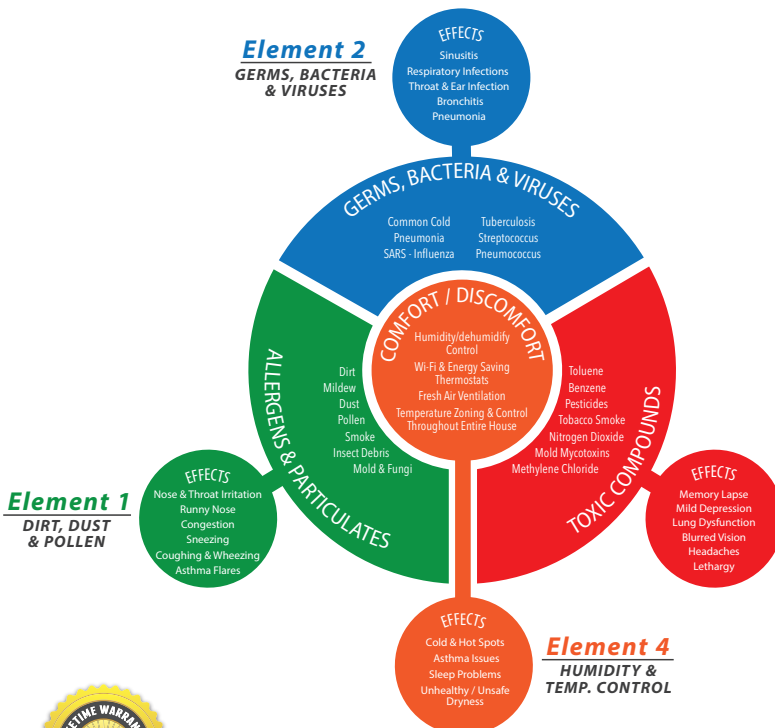 Element 2
GERMS, BACTERIA
& VIRUSES
EFFECTS
Sinusitis
Respiratory Infections
Throat & Ear Infection
Bronchitis
Pneumonia
GERMS, BACTERIA & VIRUSES
Common Cold
Pneumonia
SARS - Influenza
Tuberculosis
Streptococcus
Pneumococcus
COMFORT / DISCOMFORT
Humidity/dehumidify
Control
Wi-Fi & Energy Saving
Thermostats
Fresh Air Ventilation
Temperature Zoning & Control
Throughout Entire House
ALLERGENS & PARTICULATES
Dirt
Mildew
Dust
Pollen
Smoke
Insect Debris
Mold & Fungi
TOXIC COMPOUNDS
Toluene
Benzene
Pesticides
Tobacco Smoke
Nitrogen Dioxide
Mold Mycotoxins
Methylene Chloride
Element 1
DIRT, DUST
& POLLEN
EFFECTS
Nose & Throat Irritation
Runny Nose
Congestion
Sneezing
Coughing & Wheezing
Asthma Flares
EFFECTS
Memory Lapse
Mild Depression
Lung Dysfunction
Blurred Vision
Headaches
Lethargy
EFFECTS
Cold & Hot Spots
Asthma Issues
Sleep Problems
Unhealthy / Unsafe
Dryness
Element 4
HUMIDITY &
TEMP. CONTROL